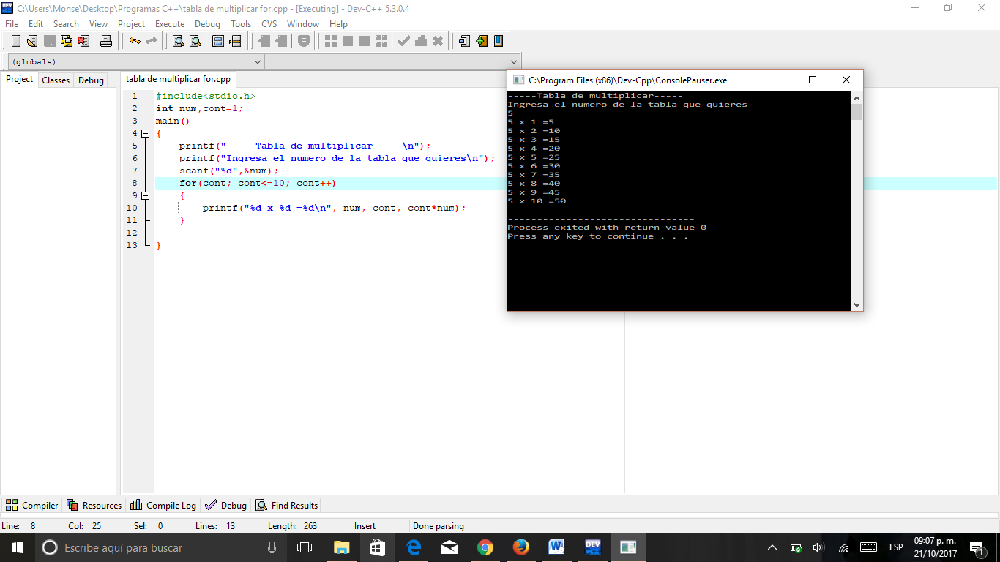 C:\Users\Monse\Desktop\Programas C++\tabla de multiplicar for.cpp - [Executing] - Dev-C++ 5.3.0.4
File Edit Search View Project Execute Debug Tools CVS Window Help
(globals)
Project Classes Debug
tabla de multiplicar for.cpp
1 #include<stdio.h>
2 int num,cont=1;
3 main()
4 {
5 printf("-----Tabla de multiplicar-----\n");
6 printf("Ingresa el numero de la tabla que quieres\n");
7 scanf("%d",&num);
8 for(cont; cont<=10; cont++)
9 {
10 printf("%d x %d =%d\n", num, cont, cont*num);
11 }
12
13 }
C:\Program Files (x86)\Dev-Cpp\ConsolePauser.exe
-----Tabla de multiplicar-----
Ingresa el numero de la tabla que quieres
5
5 x 1 =5
5 x 2 =10
5 x 3 =15
5 x 4 =20
5 x 5 =25
5 x 6 =30
5 x 7 =35
5 x 8 =40
5 x 9 =45
5 x 10 =50
--------------------------------
Process exited with return value 0
Press any key to continue . . .
Compiler Resources Compile Log Debug Find Results
Line: 8 Col: 25 Sel: 0 Lines: 13 Length: 263 Insert Done parsing
Escribe aquí para buscar
ESP
09:07 p. m.
21/10/2017
1